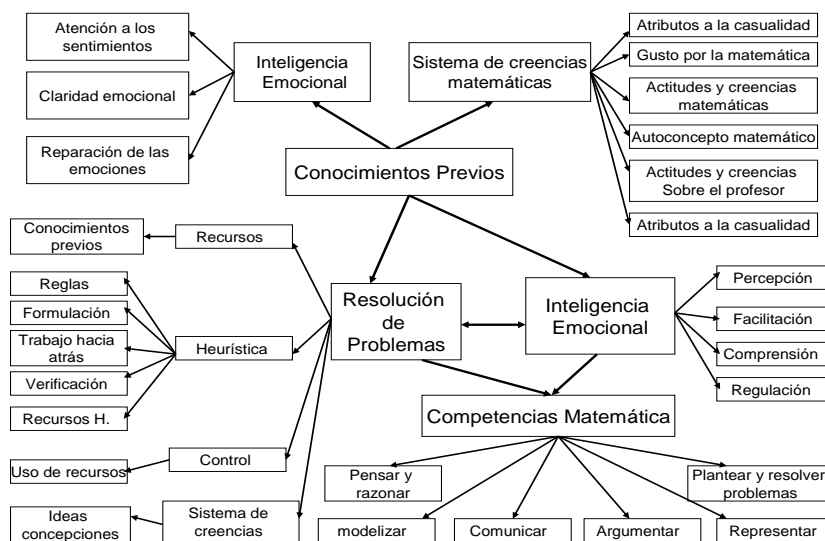 Atención a los
sentimientos
Claridad emocional
Reparación de las
emociones
Inteligencia
Emocional
Sistema de creencias
matemáticas
Atributos a la casualidad
Gusto por la matemática
Actitudes y creencias
matemáticas
Autoconcepto matemático
Actitudes y creencias
Sobre el profesor
Atributos a la casualidad
Conocimientos Previos
Conocimientos
previos
Recursos
Reglas
Formulación
Trabajo hacia
atrás
Verificación
Recursos H.
Heurística
Uso de recursos
Control
Ideas
concepciones
Sistema de
creencias
Resolución
de
Problemas
Inteligencia
Emocional
Percepción
Facilitación
Comprensión
Regulación
Competencias Matemática
Pensar y
razonar
Plantear y resolver
problemas
modelizar
Comunicar
Argumentar
Representar